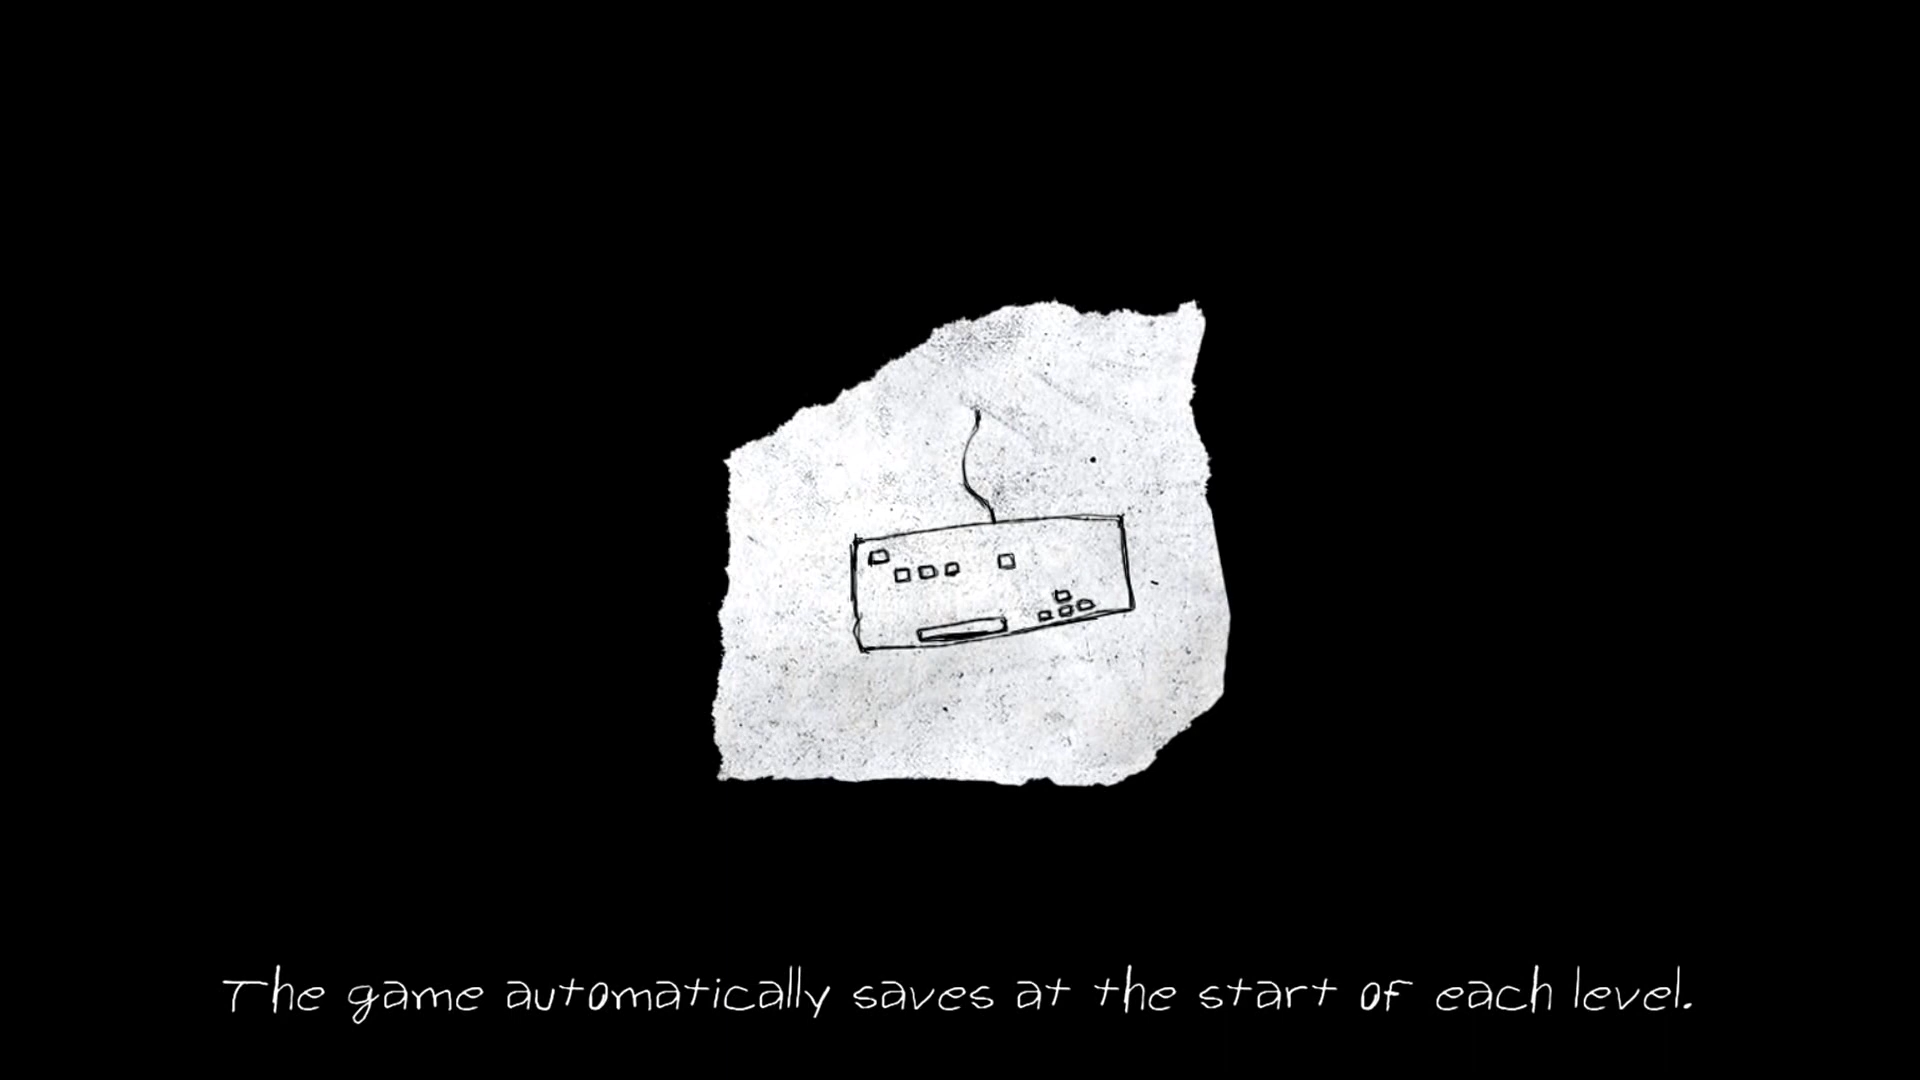 The game automatically saves at the start of each level.